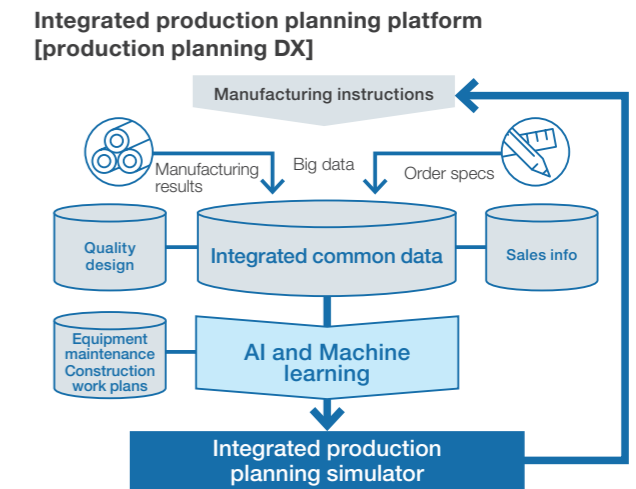 Integrated production planning platform
[production planning DX]
Manufacturing instructions
Manufacturing
results
Big data
Order specs
Quality
design
Integrated common data
Sales info
Equipment
maintenance
Construction
work plans
AI and Machine
learning
Integrated production
planning simulator